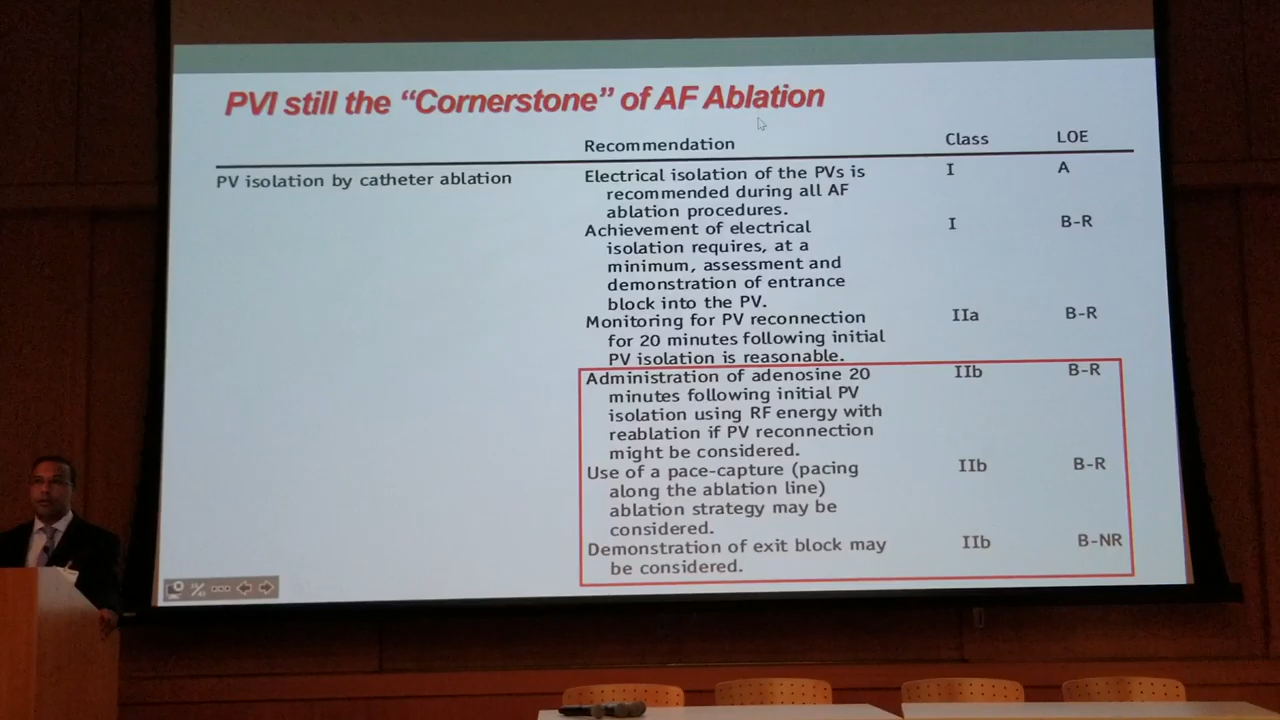 PVI still the “Cornerstone” of AF Ablation
Recommendation Class LOE
PV isolation by catheter ablation Electrical isolation of the PVs is I A
recommended during all AF
ablation procedures.
Achievement of electrical I B-R
isolation requires, at a
minimum, assessment and
demonstration of entrance
block into the PV.
Monitoring for PV reconnection IIa B-R
for 20 minutes following initial
PV isolation is reasonable.
Administration of adenosine 20 IIb B-R
minutes following initial PV
isolation using RF energy with
reablation if PV reconnection
might be considered.
Use of a pace-capture (pacing IIb B-R
along the ablation line)
ablation strategy may be
considered.
Demonstration of exit block may IIb B-NR
be considered.